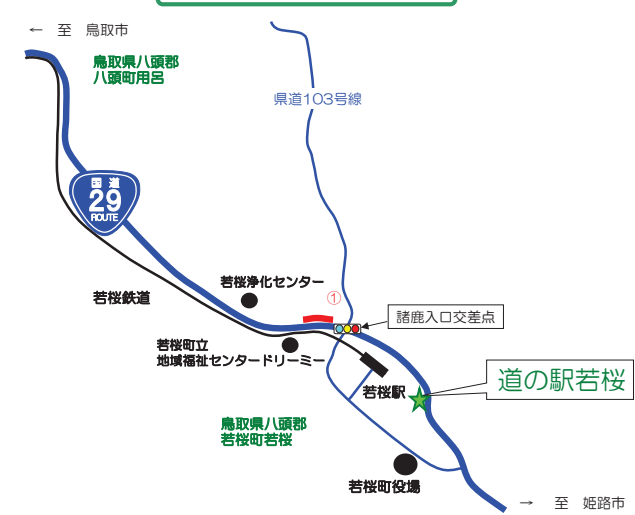 ← 至 鳥取市
鳥取県八頭郡
八頭町用呂
県道103号線
国道
29
ROUTE
若桜浄化センター
若桜鉄道
①
諸鹿入口交差点
若桜町立
地域福祉センタードリーミー
道の駅若桜
若桜駅
鳥取県八頭郡
若桜町若桜
若桜町役場
→ 至 姫路市